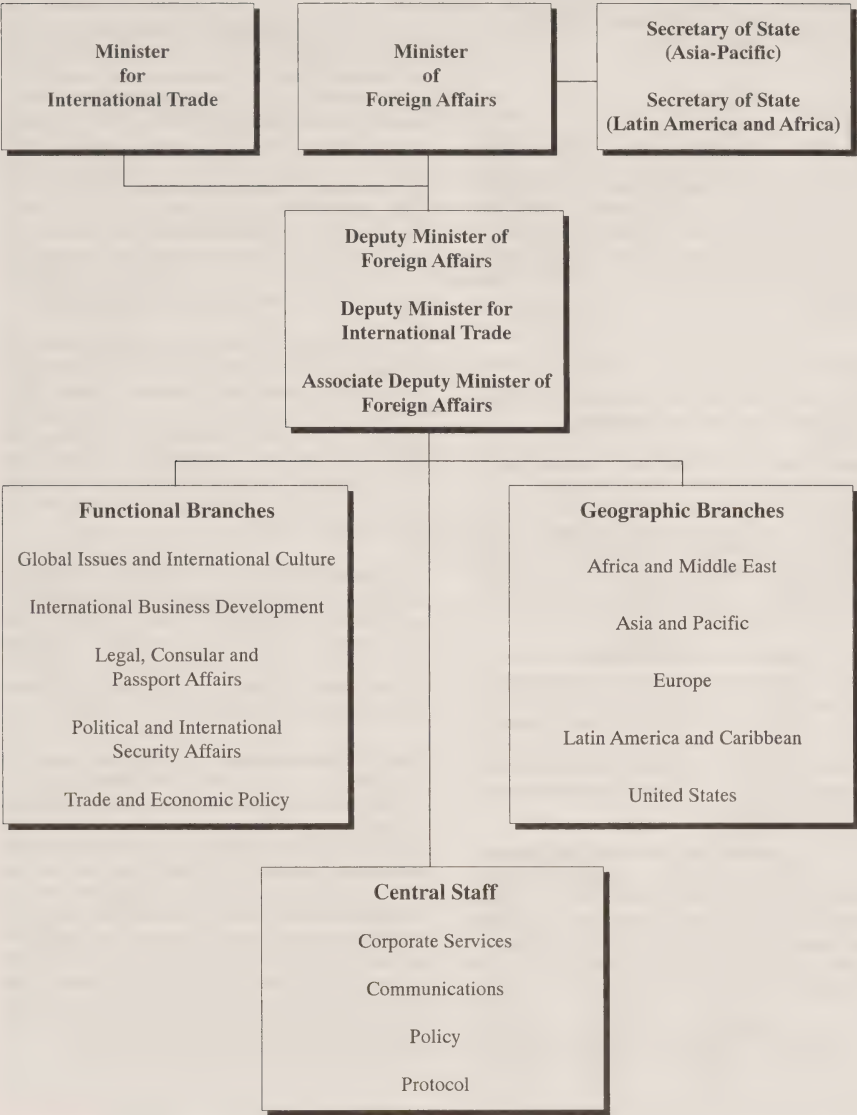 Minister
for
International Trade
Minister
of
Foreign Affairs
Secretary of State
(Asia-Pacific)
Secretary of State
(Latin America and Africa)
Deputy Minister of
Foreign Affairs
Deputy Minister for
International Trade
Associate Deputy Minister of
Foreign Affairs
Functional Branches
Global Issues and International Culture
International Business Development
Legal, Consular and
Passport Affairs
Political and International
Security Affairs
Trade and Economic Policy
Geographic Branches
Africa and Middle East
Asia and Pacific
Europe
Latin America and Caribbean
United States
Central Staff
Corporate Services
Communications
Policy
Protocol